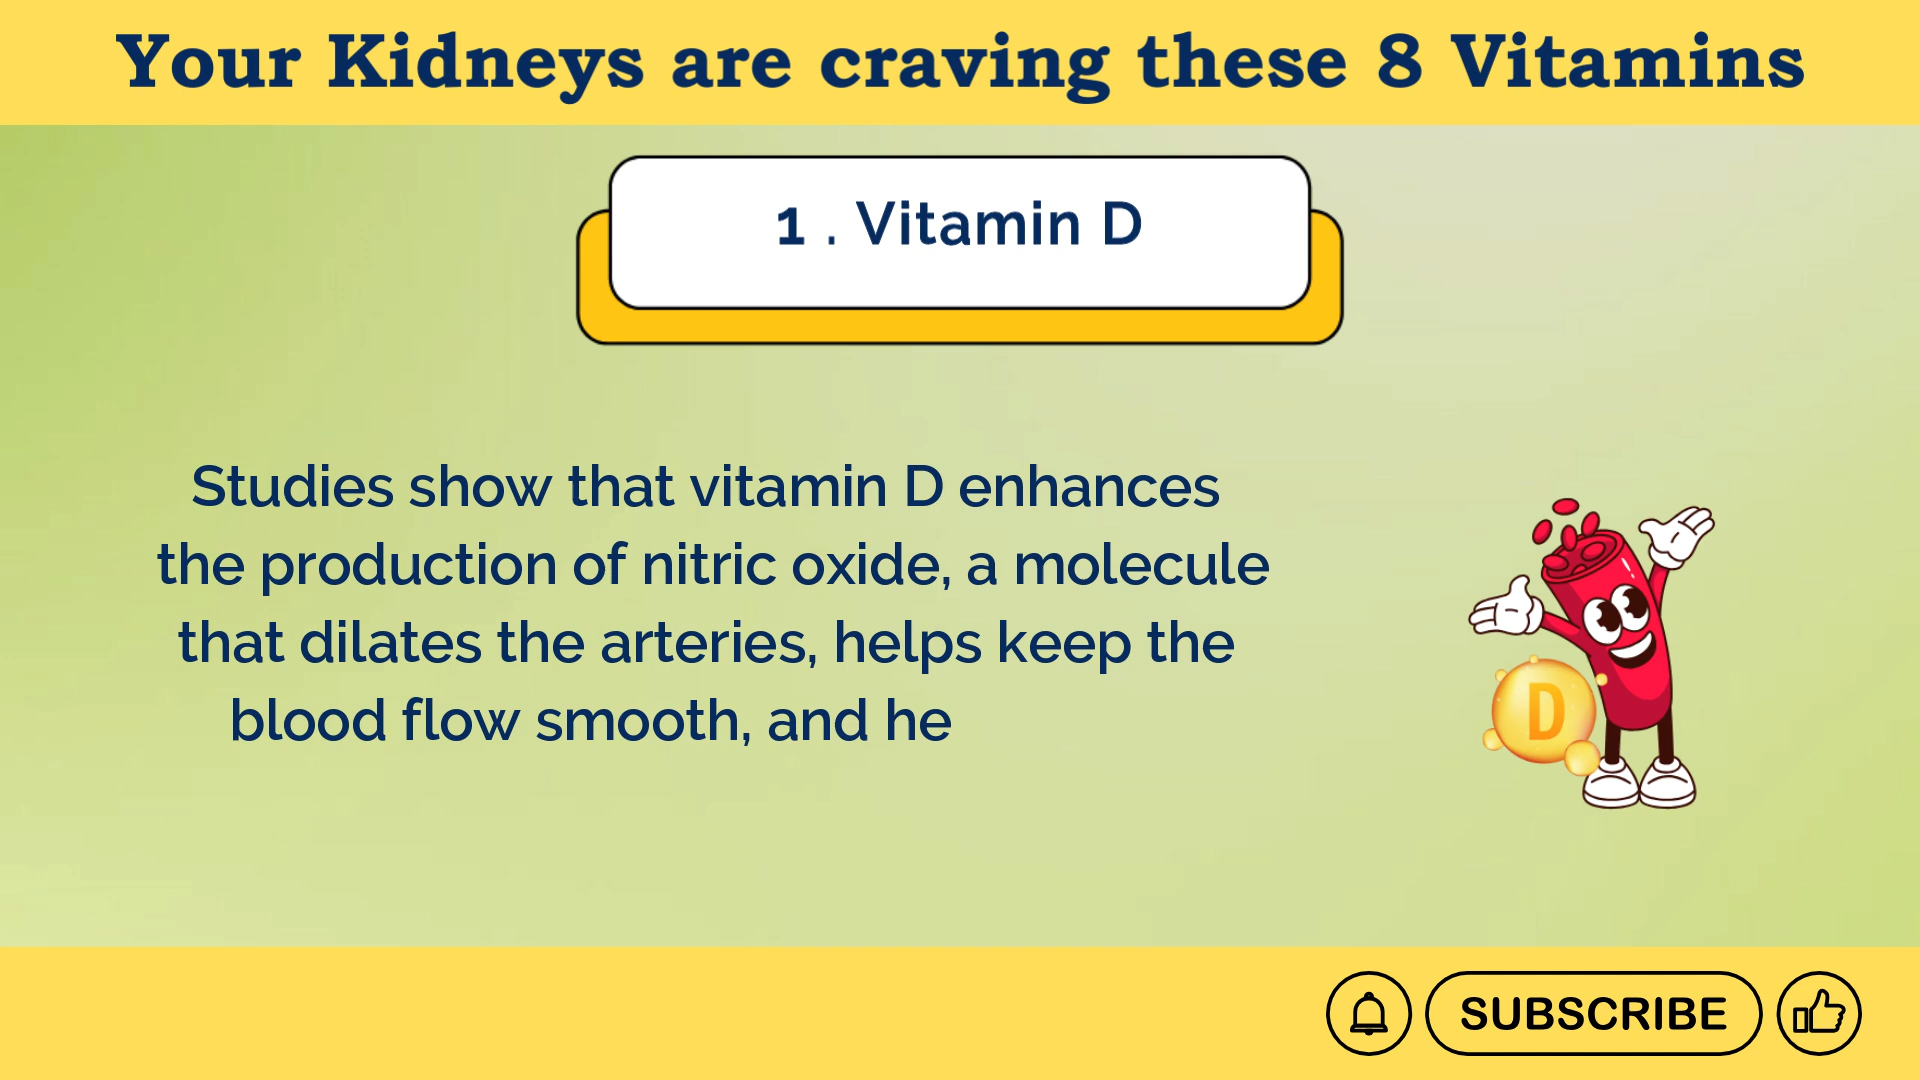 Your Kidneys are craving these 8 Vitamins
1 . Vitamin D
Studies show that vitamin D enhances
the production of nitric oxide, a molecule
that dilates the arteries, helps keep the
blood flow smooth, and he
D
SUBSCRIBE